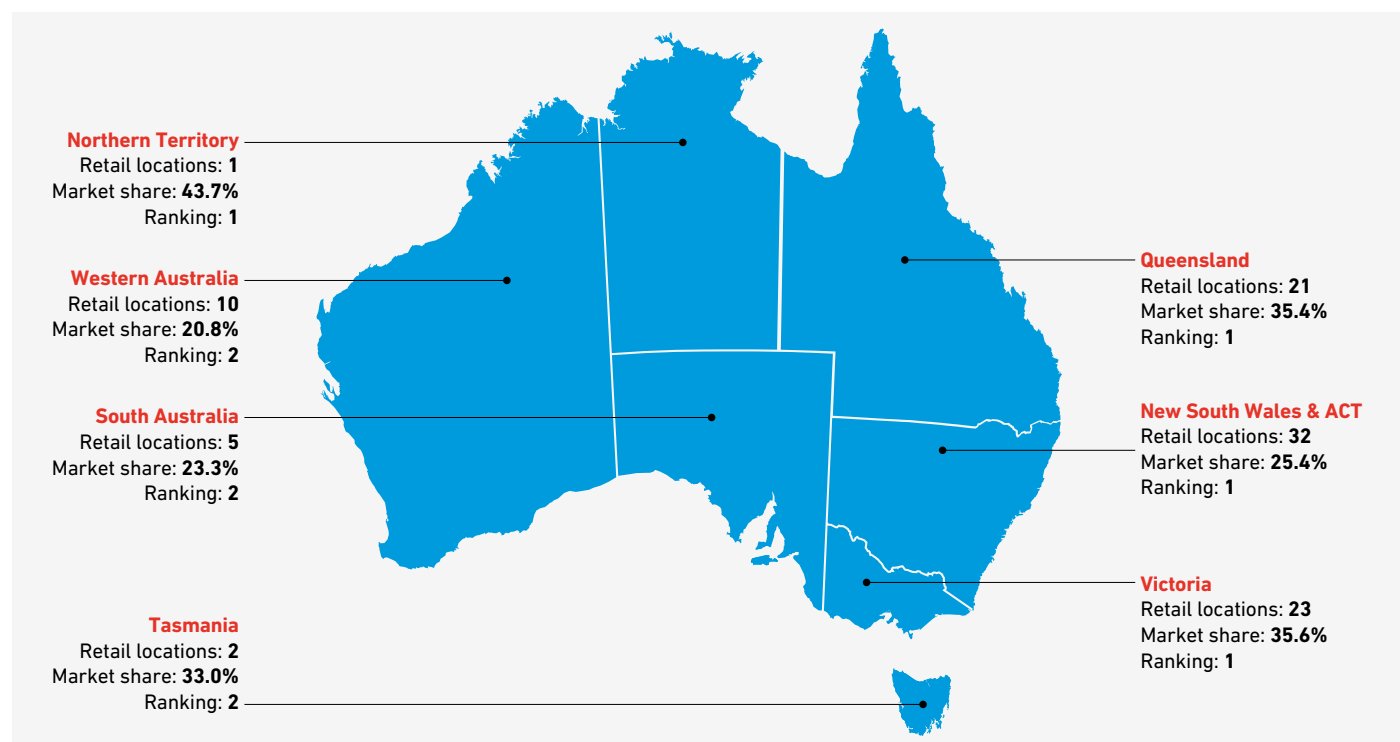 Northern Territory
Retail locations: 1
Market share: 43.7%
Ranking: 1
Western Australia
Retail locations: 10
Market share: 20.8%
Ranking: 2
South Australia
Retail locations: 5
Market share: 23.3%
Ranking: 2
Tasmania
Retail locations: 2
Market share: 33.0%
Ranking: 2
Queensland
Retail locations: 21
Market share: 35.4%
Ranking: 1
New South Wales & ACT
Retail locations: 32
Market share: 25.4%
Ranking: 1
Victoria
Retail locations: 23
Market share: 35.6%
Ranking: 1